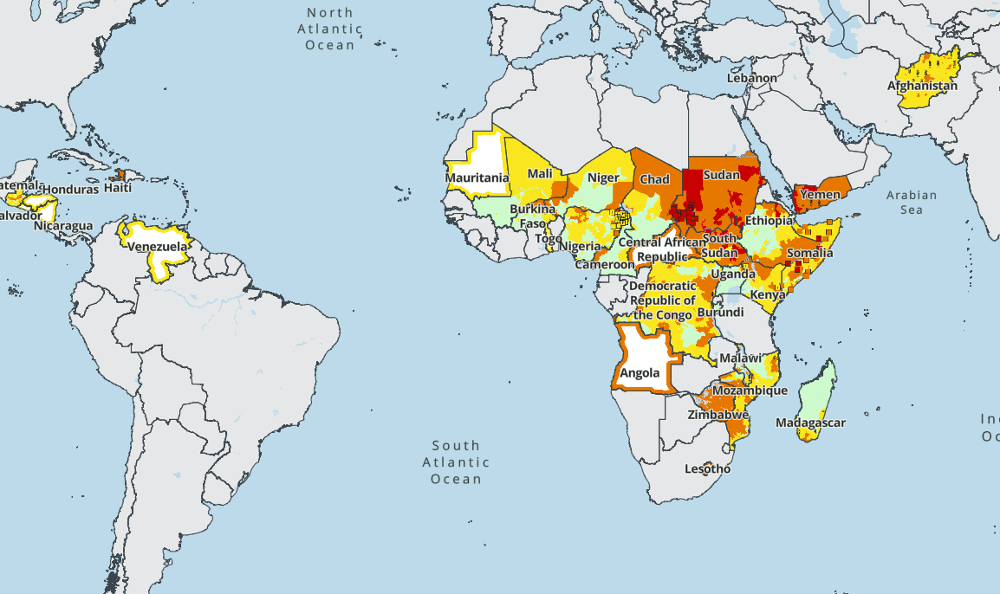 North
Atlantic
Ocean
Lebanon
Afghanistan
atemala
Honduras
Haiti
alvador
Nicaragua
Venezuela
Mauritania
Mali
Niger
Chad
Sudan
Yemen
Arabian
Sea
Burkina
Faso
Togo
Nigeria
Ethiopia
Central African
Republic
South
Sudan
Somalia
Cameroon
Uganda
Kenya
Democratic
Republic of
the Congo
Burundi
Malawi
Angola
Mozambique
Zimbabwe
Madagascar
In
Oc
South
Atlantic
Ocean
Lesotho